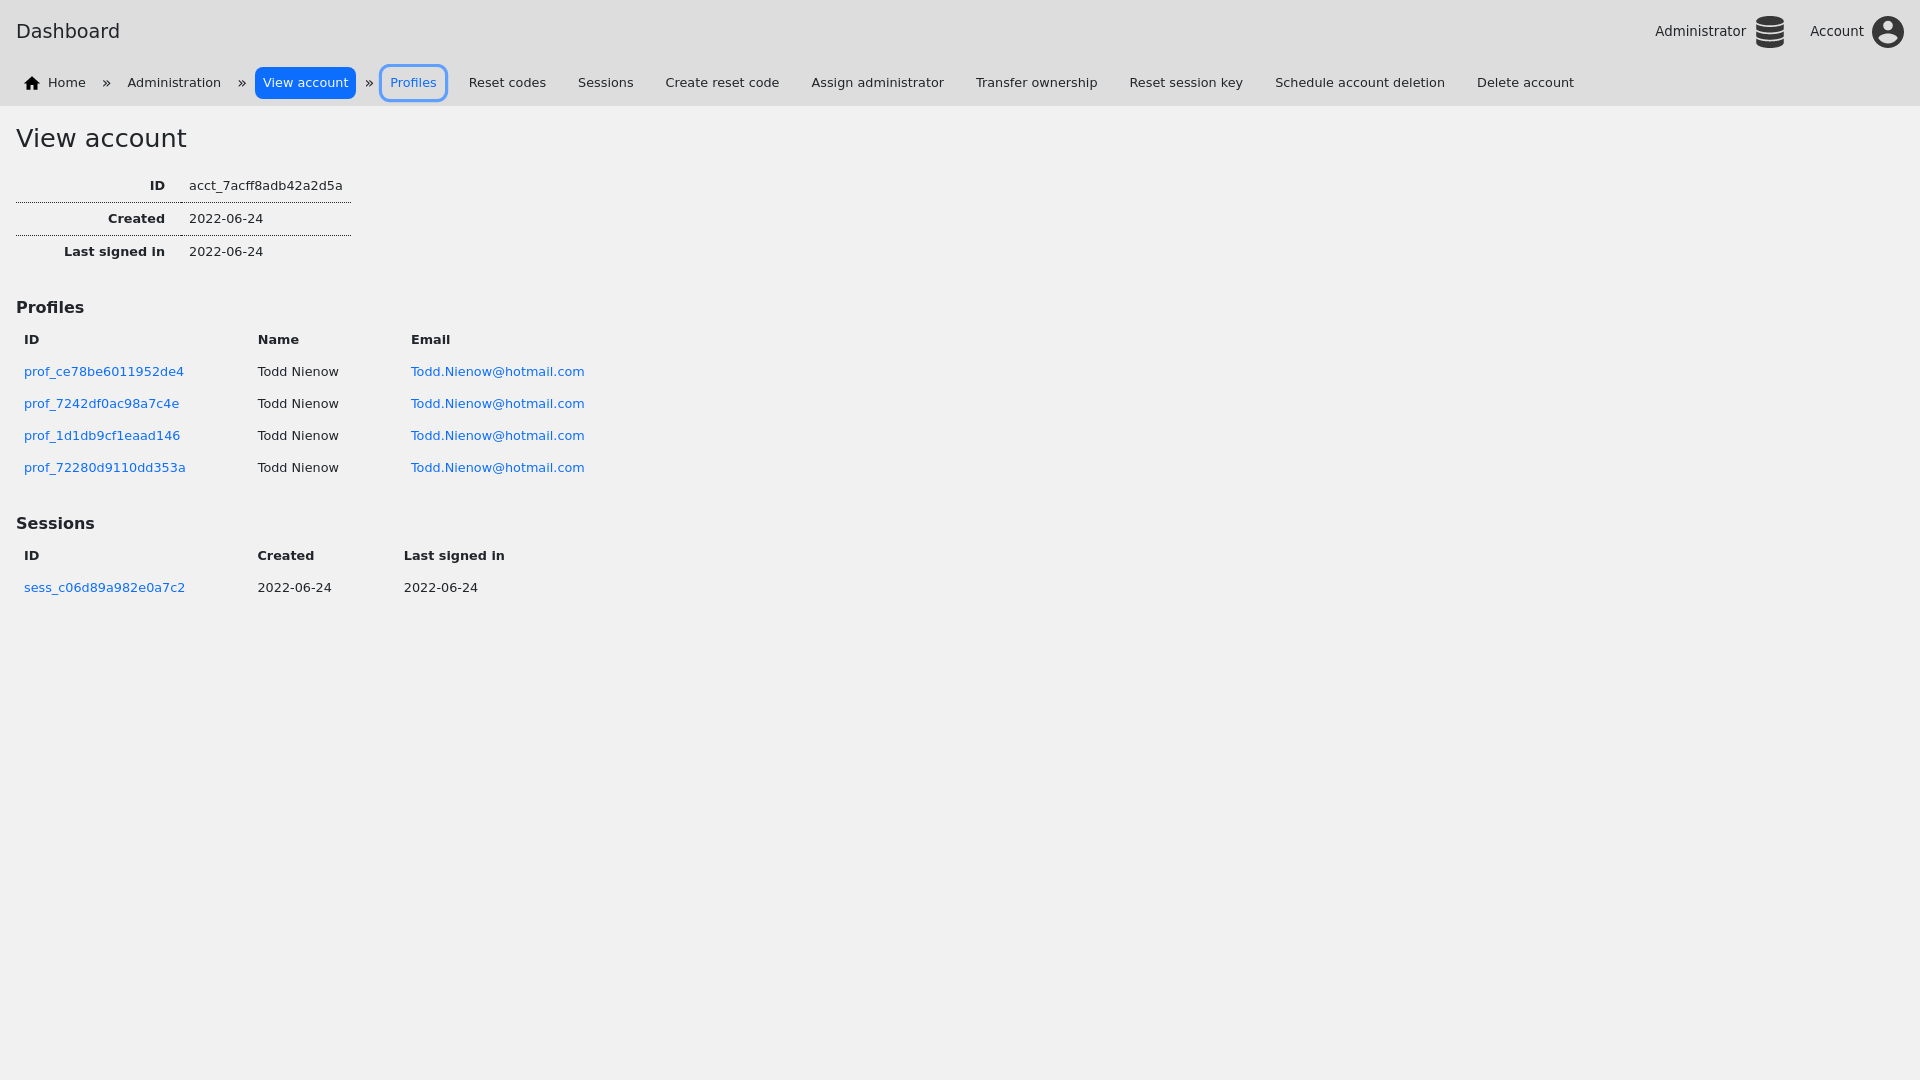 Dashboard
Administrator
Account
Home » Administration » View account » Profiles Reset codes Sessions Create reset code Assign administrator Transfer ownership Reset session key Schedule account deletion Delete account
View account
ID acct_7acff8adb42a2d5a
Created 2022-06-24
Last signed in 2022-06-24
Profiles
ID Name Email
prof_ce78be6011952de4 Todd Nienow Todd.Nienow@hotmail.com
prof_7242df0ac98a7c4e Todd Nienow Todd.Nienow@hotmail.com
prof_1d1db9cf1eaad146 Todd Nienow Todd.Nienow@hotmail.com
prof_72280d9110dd353a Todd Nienow Todd.Nienow@hotmail.com
Sessions
ID Created Last signed in
sess_c06d89a982e0a7c2 2022-06-24 2022-06-24